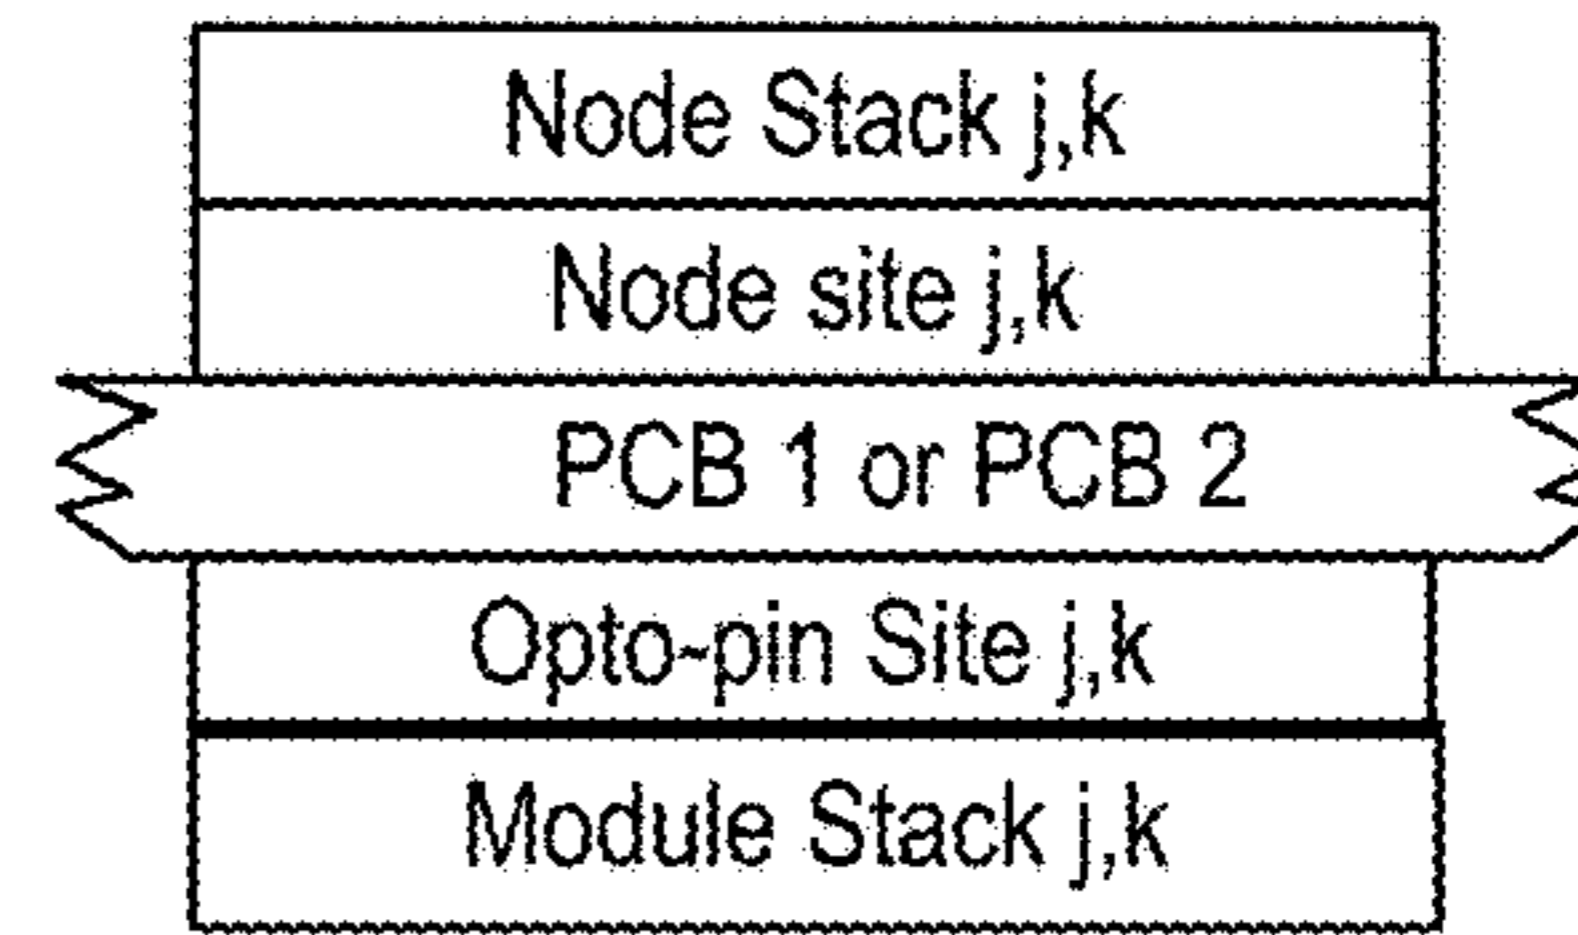 Node Stack j,k
Node site j,k
PCB 1 or PCB 2
Opto-pin Site j,k
Module Stack j,k